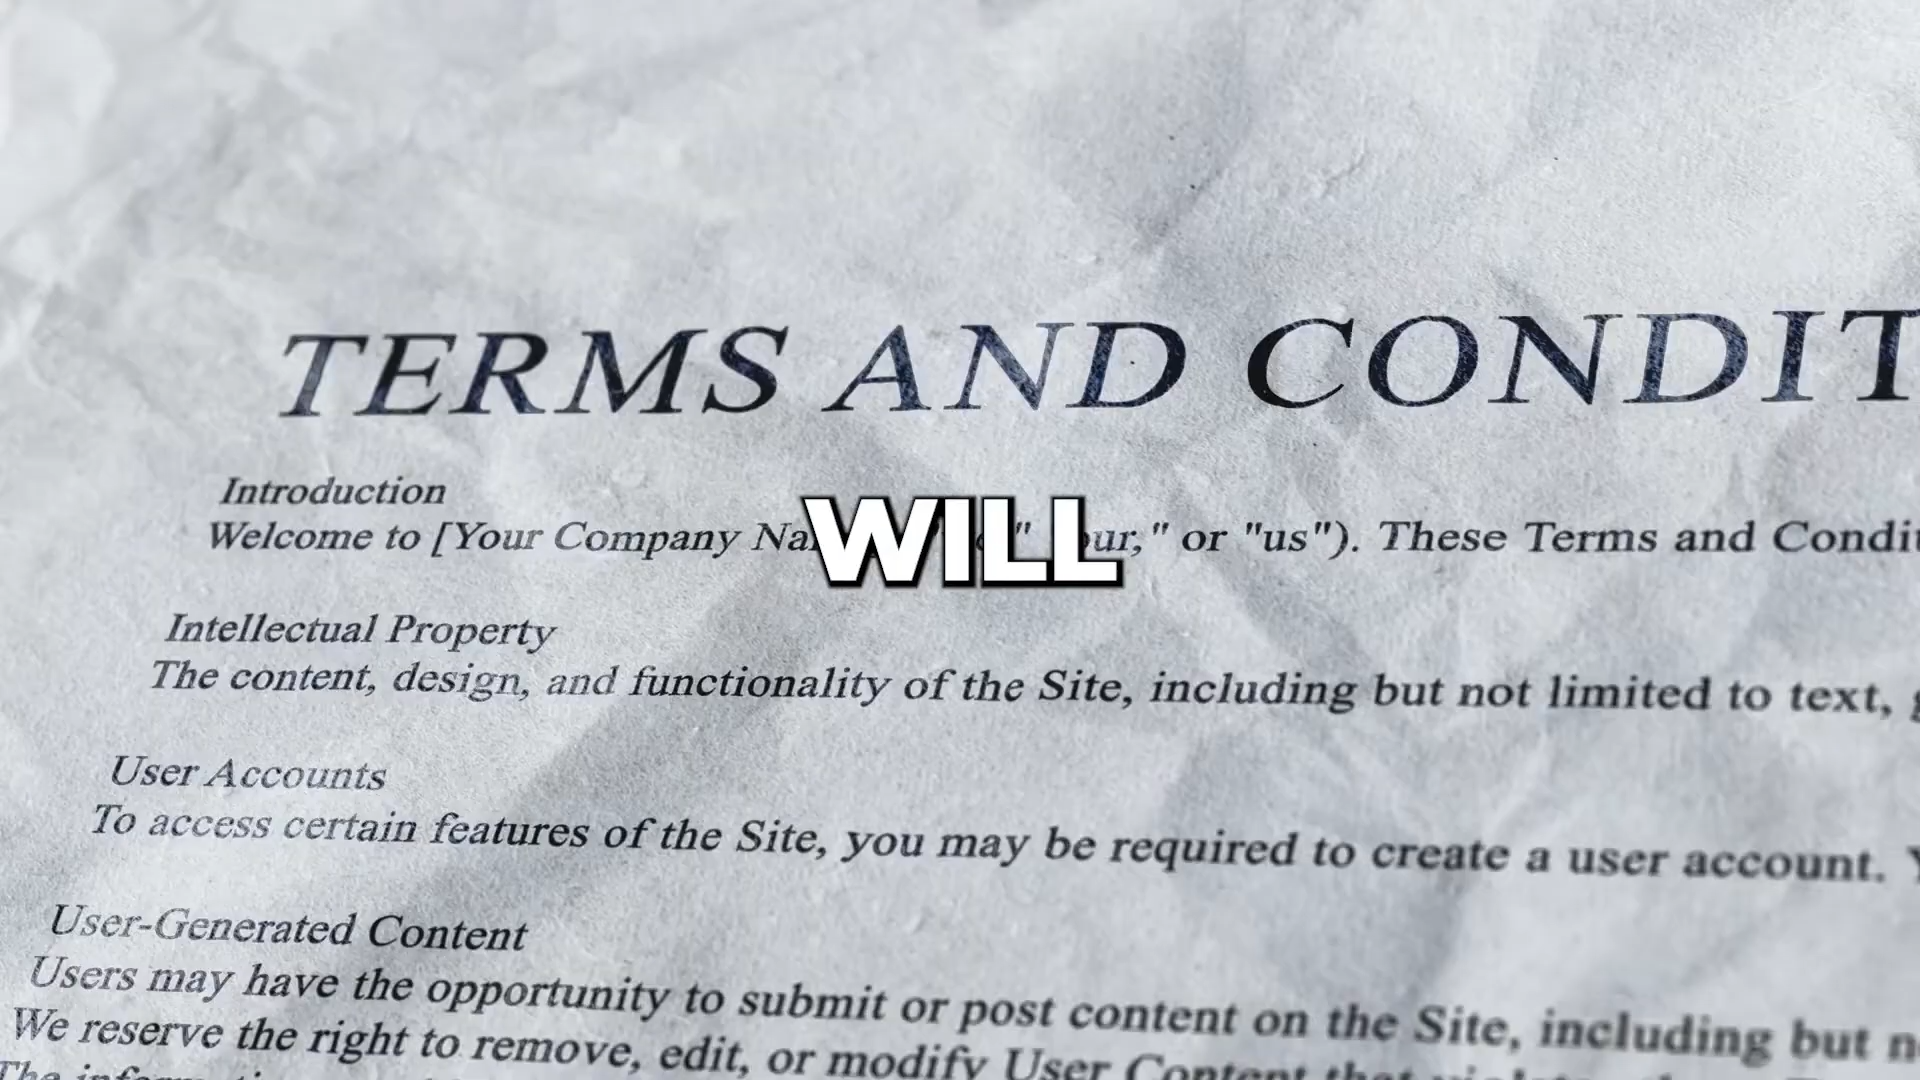 TERMS AND CONDIT
Introduction
Welcome to [Your Company Na " our," or "us"). These Terms and Condit
WILL
Intellectual Property
The content, design, and functionality of the Site, including but not limited to text, g
User Accounts
To access certain features of the Site, you may be required to create a user account. Y
User-Generated Content
Users may have the opportunity to submit or post content on the Site, including but no
We reserve the right to remove, edit, or modify User Content that